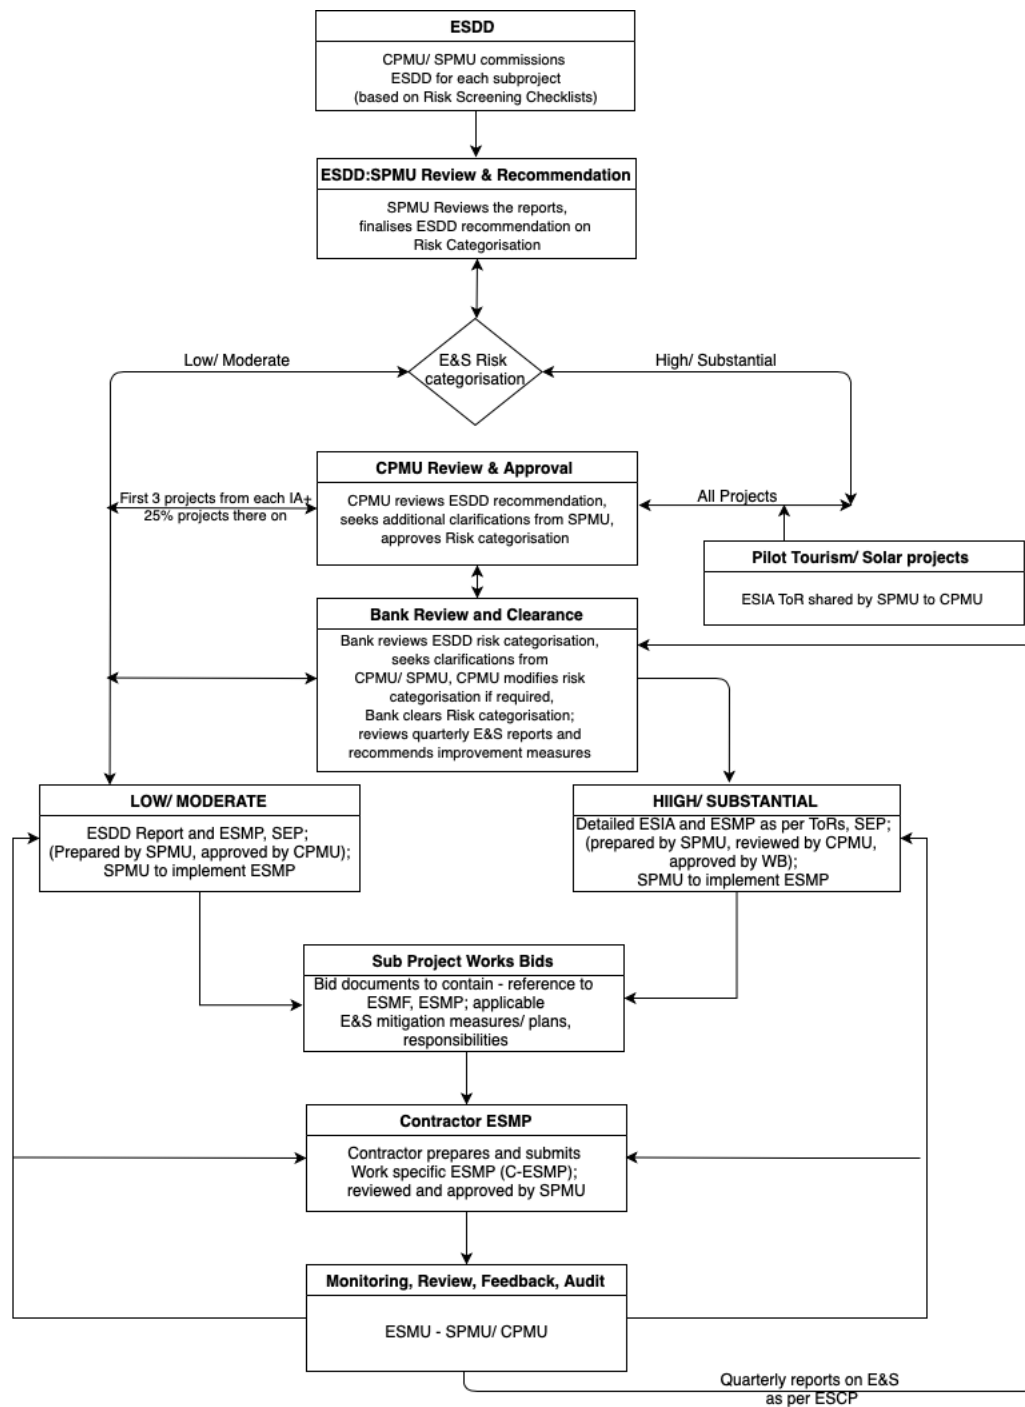 ESDD
CPMU/ SPMU commissions
ESDD for each subproject
(based on Risk Screening Checklists)
ESDD:SPMU Review & Recommendation
SPMU Reviews the reports,
finalises ESDD recommendation on
Risk Categorisation
Low/ Moderate
E&S Risk
categorisation
High/ Substantial
CPMU Review & Approval
CPMU reviews ESDD recommendation,
seeks additional clarifications from SPMU,
approves Risk categorisation
First 3 projects from each IA+
25% projects there on
All Projects
Pilot Tourism/ Solar projects
ESIA ToR shared by SPMU to CPMU
Bank Review and Clearance
Bank reviews ESDD risk categorisation,
seeks clarifications from
CPMU/ SPMU, CPMU modifies risk
categorisation if required,
Bank clears Risk categorisation;
reviews quarterly E&S reports and
recommends improvement measures
LOW/ MODERATE
ESDD Report and ESMP, SEP;
(Prepared by SPMU, approved by CPMU);
SPMU to implement ESMP
HIIGH/ SUBSTANTIAL
Detailed ESIA and ESMP as per ToRs, SEP;
(prepared by SPMU, reviewed by CPMU,
approved by WB);
SPMU to implement ESMP
Sub Project Works Bids
Bid documents to contain - reference to
ESMF, ESMP; applicable
E&S mitigation measures/ plans,
responsibilities
Contractor ESMP
Contractor prepares and submits
Work specific ESMP (C-ESMP);
reviewed and approved by SPMU
Monitoring, Review, Feedback, Audit
ESMU - SPMU/ CPMU
Quarterly reports on E&S
as per ESCP